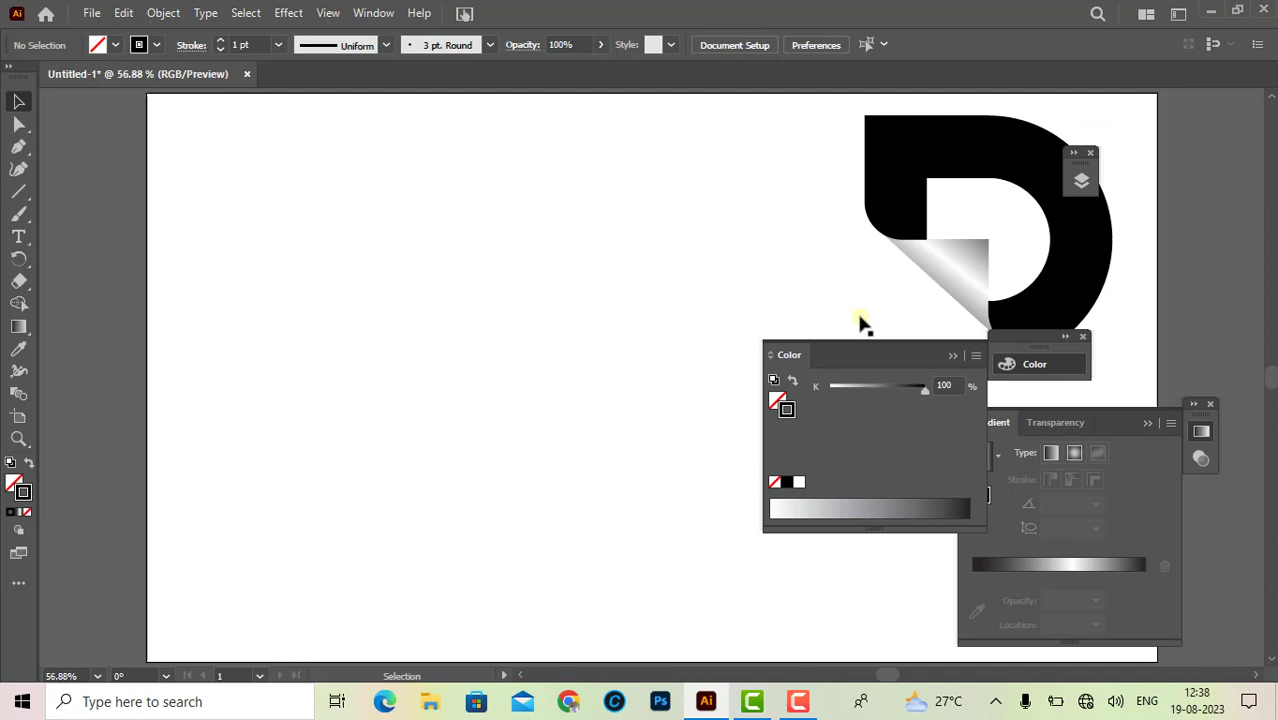 Ai File Edit Object Type Select Effect View Window Help
No Selection Stroke: 1 pt Uniform 3 pt. Round Opacity: 100% Style: Document Setup Preferences
Untitled-1* @ 56.88 % (RGB/Preview)
Color
K 100 %
Color
dient Transparency
Type:
Stroke:
Opacity:
Location:
56.88% 0° 1 Selection
Type here to search Ps Ai 27°C ENG 12:38
19-08-2023